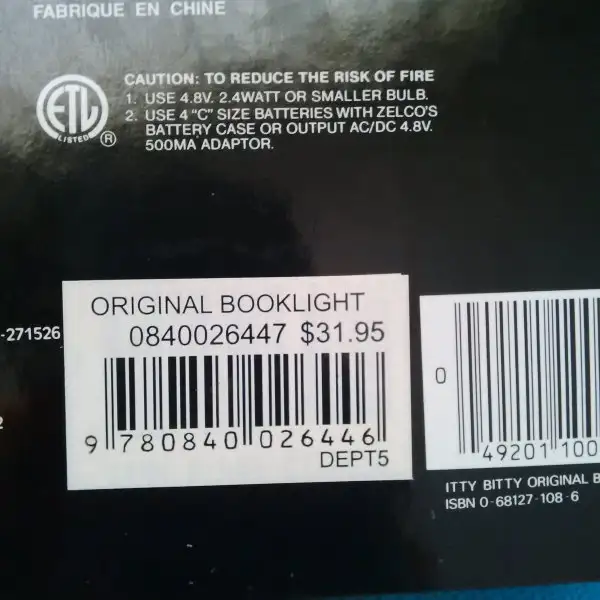 FABRIQUE EN CHINE
CAUTION: TO REDUCE THE RISK OF FIRE
1. USE 4.8V. 2.4WATT OR SMALLER BULB.
2. USE 4 "C" SIZE BATTERIES WITH ZELCO'S
BATTERY CASE OR OUTPUT AC/DC 4.8V.
500MA ADAPTOR.
ETL
LISTED
®
ORIGINAL BOOKLIGHT
0840026447 $31.95
9 780840 026446
DEPT5
-271526
2
0
49201 100
ITTY BITTY ORIGINAL B
ISBN 0-68127-108-6